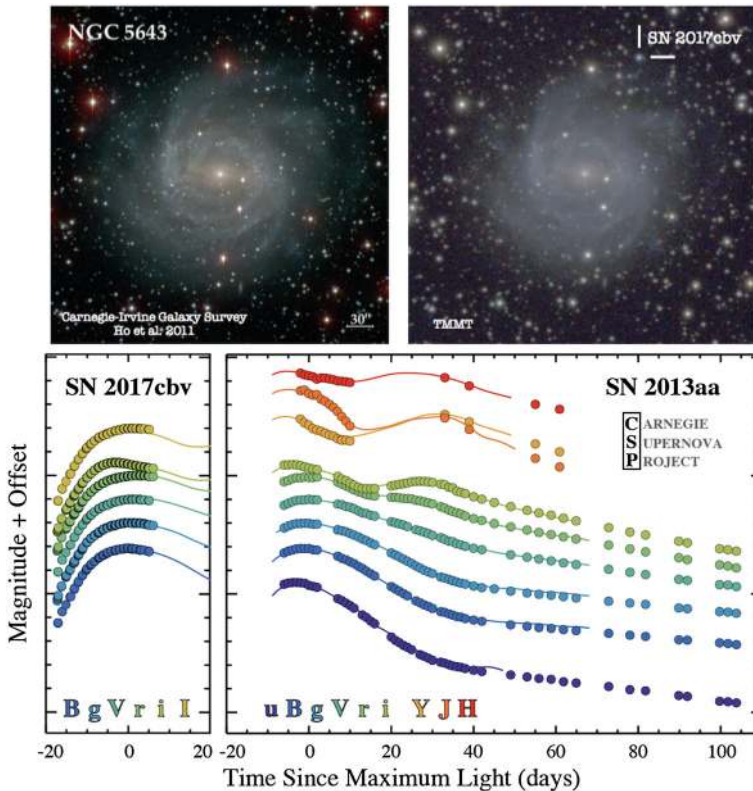 NGC 5643
Carnegie-Irvine Galaxy Survey
Ho et al. 2011
30"
SN 2017cbv
TMMT
Magnitude + Offset
SN 2017cbv
B g V r i I
-20 0 20
SN 2013aa
CARNEGIE
SUPERNOVA
PROJECT
u B g V r i Y J H
-20 0 20 40 60 80 100
Time Since Maximum Light (days)